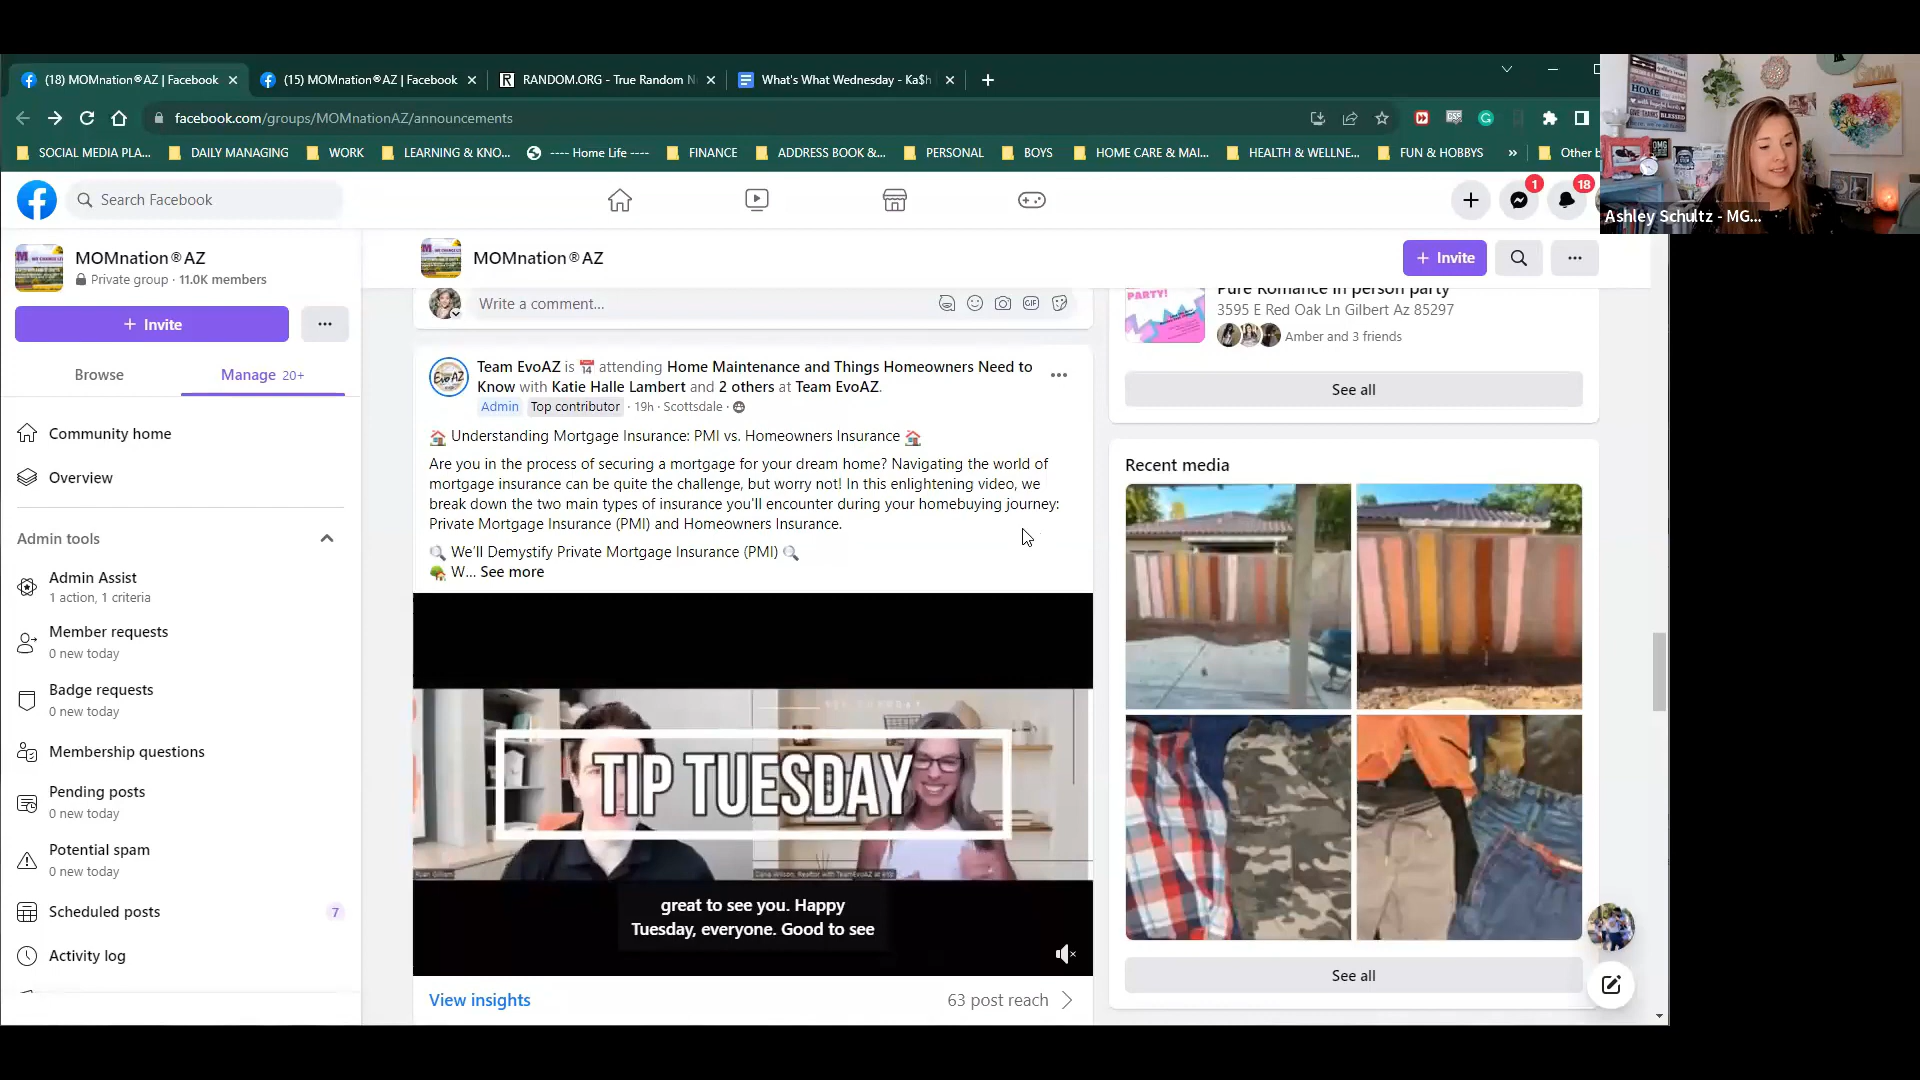 (18) MOMnation®AZ | Facebook
(15) MOMnation®AZ | Facebook
RANDOM.ORG - True Random N
What's What Wednesday - Ka$h
facebook.com/groups/MOMnationAZ/announcements
SOCIAL MEDIA PLA...
DAILY MANAGING
WORK
LEARNING & KNO...
---- Home Life ----
FINANCE
ADDRESS BOOK &...
PERSONAL
BOYS
HOME CARE & MAI...
HEALTH & WELLNE...
FUN & HOBBYS
»
Other b
Ashley Schultz - MG...
Search Facebook
1
18
MOMnation®AZ
Private group · 11.0K members
+ Invite
Browse
Manage 20+
Community home
Overview
Admin tools
Admin Assist
1 action, 1 criteria
Member requests
0 new today
Badge requests
0 new today
Membership questions
Pending posts
0 new today
Potential spam
0 new today
Scheduled posts
7
Activity log
MOMnation®AZ
+ Invite
Write a comment...
GIF
Team EvoAZ is 📅 attending Home Maintenance and Things Homeowners Need to
Know with Katie Halle Lambert and 2 others at Team EvoAZ.
Admin Top contributor · 19h · Scottsdale ·
🏠 Understanding Mortgage Insurance: PMI vs. Homeowners Insurance 🏠
Are you in the process of securing a mortgage for your dream home? Navigating the world of
mortgage insurance can be quite the challenge, but worry not! In this enlightening video, we
break down the two main types of insurance you'll encounter during your homebuying journey:
Private Mortgage Insurance (PMI) and Homeowners Insurance.
🔍 We'll Demystify Private Mortgage Insurance (PMI) 🔍
🏡 W... See more
TIP TUESDAY
great to see you. Happy
Tuesday, everyone. Good to see
View insights
63 post reach
PARTY!
Pure Romance in person party
3595 E Red Oak Ln Gilbert Az 85297
Amber and 3 friends
See all
Recent media
See all